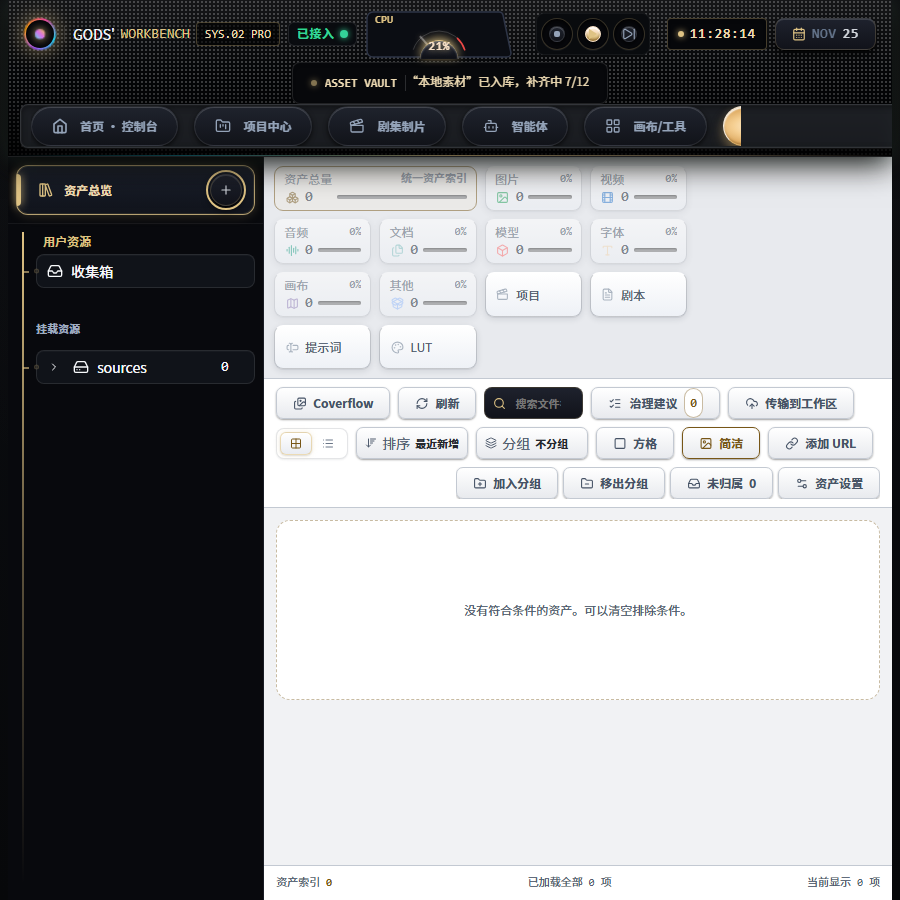 GODS' WORKBENCH SYS.02 PRO 已接入 CPU 21% 11:28:14 NOV 25
ASSET VAULT “本地素材”已入库，补齐中 7/12
首页・控制台 项目中心 剧集制片 智能体 画布/工具
资产总览
用户资源
收集箱
挂载资源
sources 0
资产总量 统一资产索引 0
图片 0% 0
视频 0% 0
音频 0% 0
文档 0% 0
模型 0% 0
字体 0% 0
画布 0% 0
其他 0% 0
项目
剧本
提示词
LUT
Coverflow 刷新 搜索文件 治理建议 0 传输到工作区
排序 最近新增 分组 不分组 方格 简洁 添加 URL
加入分组 移出分组 未归属 0 资产设置
没有符合条件的资产。可以清空排除条件。
资产索引 0 已加载全部 0 项 当前显示 0 项